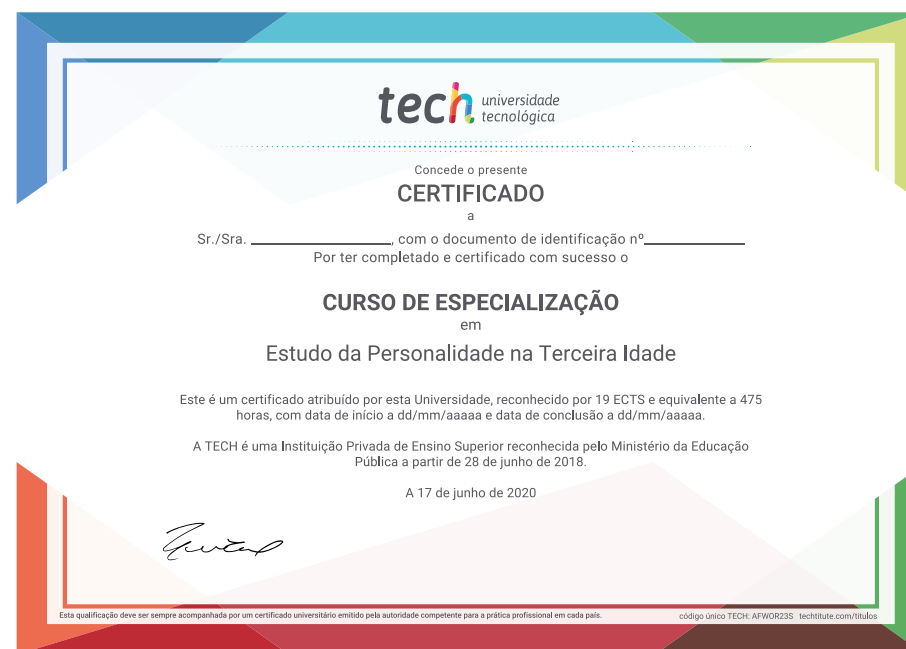 tech universidade
tecnológica
Concede o presente
CERTIFICADO
a
Sr./Sra. ____________________, com o documento de identificação nº______________
Por ter completado e certificado com sucesso o
CURSO DE ESPECIALIZAÇÃO
em
Estudo da Personalidade na Terceira Idade
Este é um certificado atribuído por esta Universidade, reconhecido por 19 ECTS e equivalente a 475
horas, com data de início a dd/mm/aaaaa e data de conclusão a dd/mm/aaaaa.
A TECH é uma Instituição Privada de Ensino Superior reconhecida pelo Ministério da Educação
Pública a partir de 28 de junho de 2018.
A 17 de junho de 2020
Esta qualificação deve ser sempre acompanhada por um certificado universitário emitido pela autoridade competente para a prática profissional em cada país.
código único TECH: AFWOR23S techtitute.com/titulos